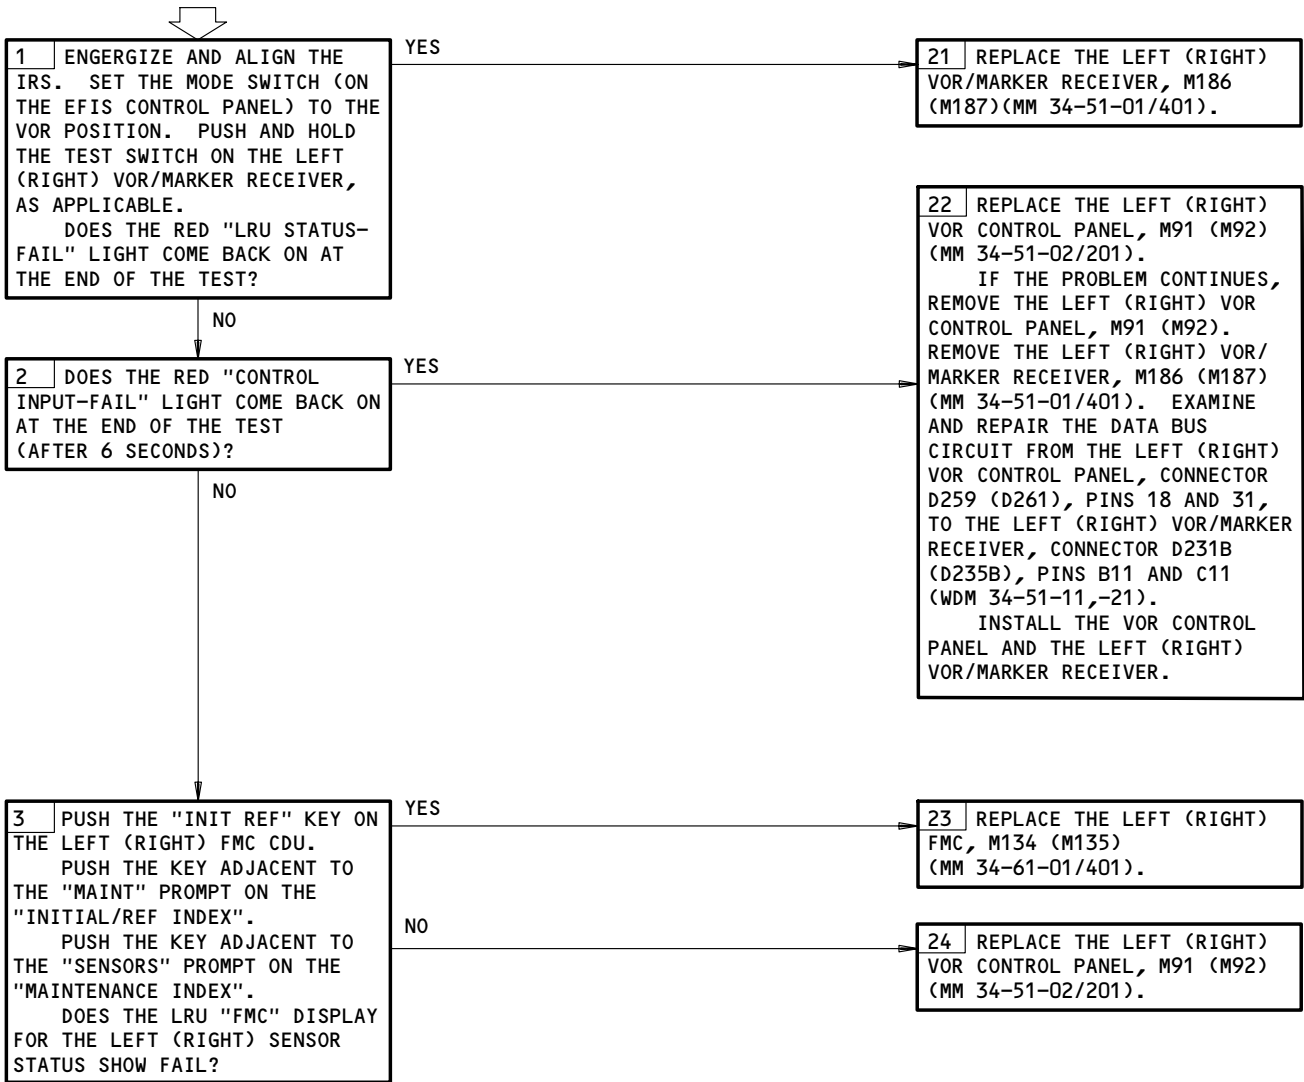 1 ENGERGIZE AND ALIGN THE
IRS. SET THE MODE SWITCH (ON
THE EFIS CONTROL PANEL) TO THE
VOR POSITION. PUSH AND HOLD
THE TEST SWITCH ON THE LEFT
(RIGHT) VOR/MARKER RECEIVER,
AS APPLICABLE.
DOES THE RED "LRU STATUS-
FAIL" LIGHT COME BACK ON AT
THE END OF THE TEST?
YES
21 REPLACE THE LEFT (RIGHT)
VOR/MARKER RECEIVER, M186
(M187)(MM 34-51-01/401).
NO
2 DOES THE RED "CONTROL
INPUT-FAIL" LIGHT COME BACK ON
AT THE END OF THE TEST
(AFTER 6 SECONDS)?
YES
22 REPLACE THE LEFT (RIGHT)
VOR CONTROL PANEL, M91 (M92)
(MM 34-51-02/201).
IF THE PROBLEM CONTINUES,
REMOVE THE LEFT (RIGHT) VOR
CONTROL PANEL, M91 (M92).
REMOVE THE LEFT (RIGHT) VOR/
MARKER RECEIVER, M186 (M187)
(MM 34-51-01/401). EXAMINE
AND REPAIR THE DATA BUS
CIRCUIT FROM THE LEFT (RIGHT)
VOR CONTROL PANEL, CONNECTOR
D259 (D261), PINS 18 AND 31,
TO THE LEFT (RIGHT) VOR/MARKER
RECEIVER, CONNECTOR D231B
(D235B), PINS B11 AND C11
(WDM 34-51-11,-21).
INSTALL THE VOR CONTROL
PANEL AND THE LEFT (RIGHT)
VOR/MARKER RECEIVER.
NO
3 PUSH THE "INIT REF" KEY ON
THE LEFT (RIGHT) FMC CDU.
PUSH THE KEY ADJACENT TO
THE "MAINT" PROMPT ON THE
"INITIAL/REF INDEX".
PUSH THE KEY ADJACENT TO
THE "SENSORS" PROMPT ON THE
"MAINTENANCE INDEX".
DOES THE LRU "FMC" DISPLAY
FOR THE LEFT (RIGHT) SENSOR
STATUS SHOW FAIL?
YES
23 REPLACE THE LEFT (RIGHT)
FMC, M134 (M135)
(MM 34-61-01/401).
NO
24 REPLACE THE LEFT (RIGHT)
VOR CONTROL PANEL, M91 (M92)
(MM 34-51-02/201).